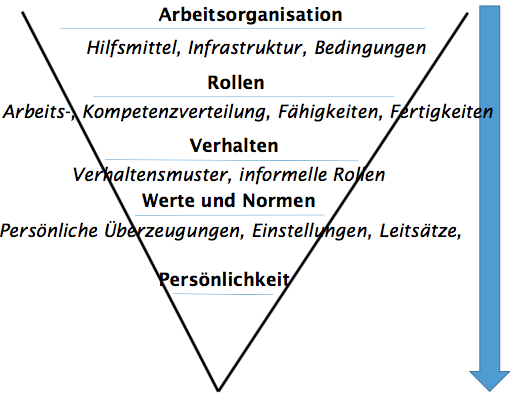 Arbeitsorganisation
Hilfsmittel, Infrastruktur, Bedingungen
Rollen
Arbeits-, Kompetenzverteilung, Fähigkeiten, Fertigkeiten
Verhalten
Verhaltensmuster, informelle Rollen
Werte und Normen
Persönliche Überzeugungen, Einstellungen, Leitsätze,
Persönlichkeit